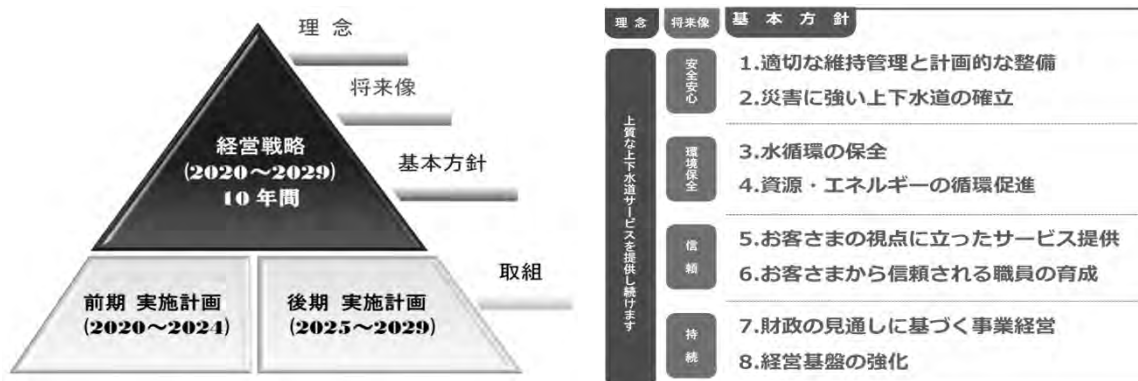 理念
将来像
経営戦略
(2020～2029)
10年間
基本方針
取組
前期 実施計画
(2020～2024)
後期 実施計画
(2025～2029)
理念 将来像 基本方針
上質な上下水道サービスを提供し続けます
安全安心
1.適切な維持管理と計画的な整備
2.災害に強い上下水道の確立
環境保全
3.水循環の保全
4.資源・エネルギーの循環促進
信頼
5.お客さまの視点に立ったサービス提供
6.お客さまから信頼される職員の育成
持続
7.財政の見通しに基づく事業経営
8.経営基盤の強化